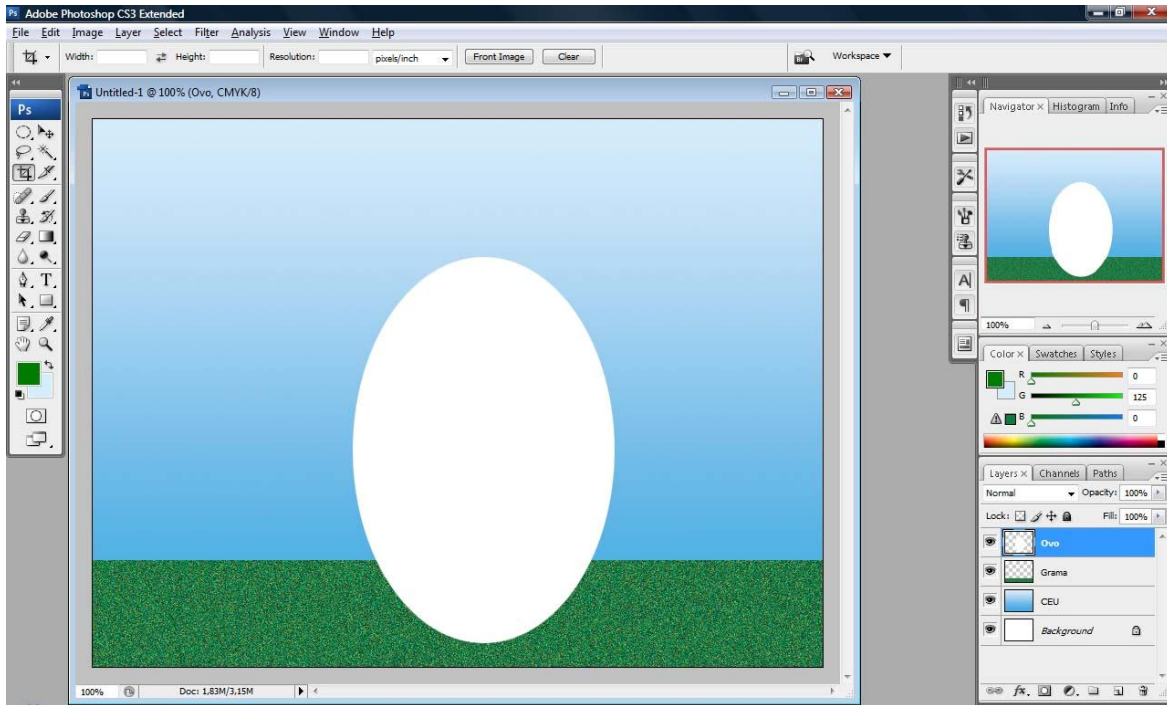 Ps Adobe Photoshop CS3 Extended
File Edit Image Layer Select Filter Analysis View Window Help
Width: Height: Resolution: pixels/inch Front Image Clear Workspace
Untitled-1 @ 100% (Ovo, CMYK/8)
Ps
T
100% Doc: 1,83M/3,15M
Navigator x Histogram Info
100%
Color x Swatches Styles
R 0
G 125
B 0
Layers x Channels Paths
Normal Opacity: 100%
Lock: Fill: 100%
Ovo
Grama
CEU
Background
fx.